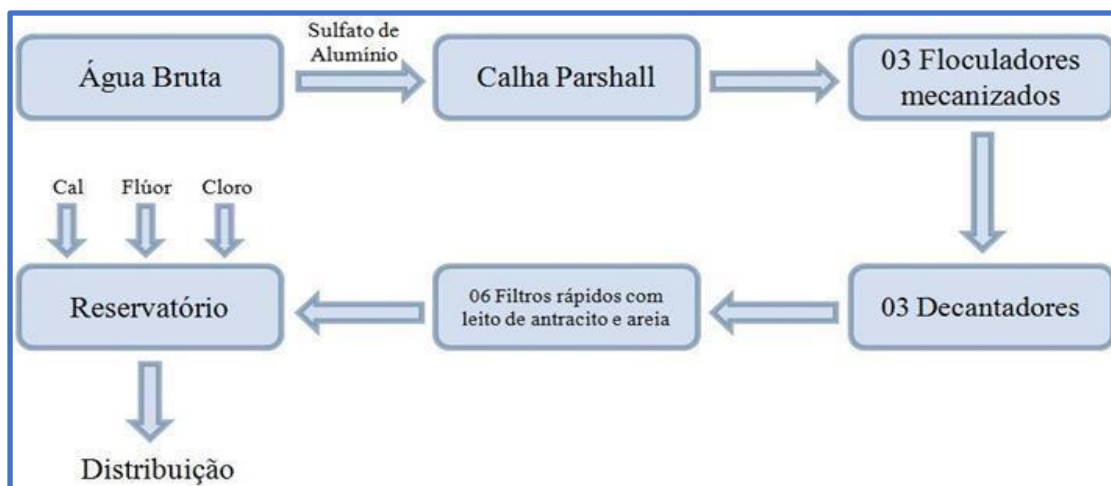 Água Bruta
Sulfato de
Alumínio
Calha Parshall
03 Floculadores
mecanizados
03 Decantadores
06 Filtros rápidos com
leito de antracito e areia
Cal
Flúor
Cloro
Reservatório
Distribuição